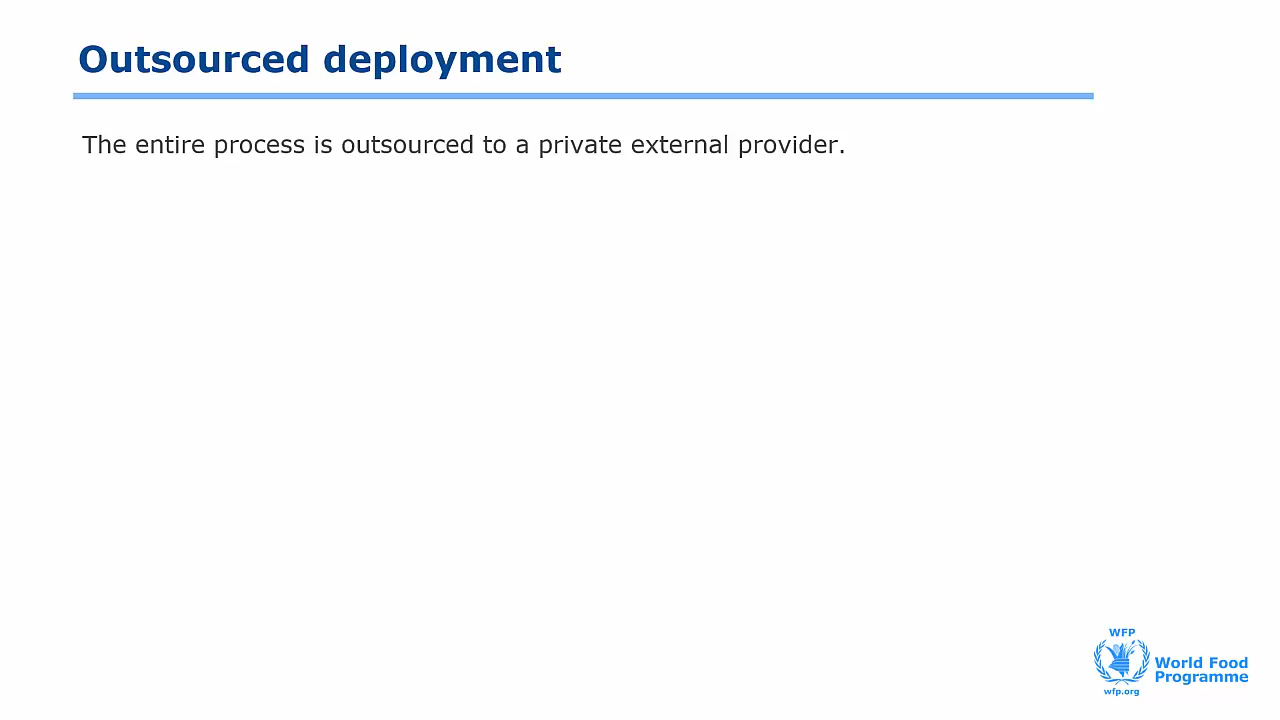 Outsourced deployment
The entire process is outsourced to a private external provider.
WFP
World Food
Programme
wfp.org